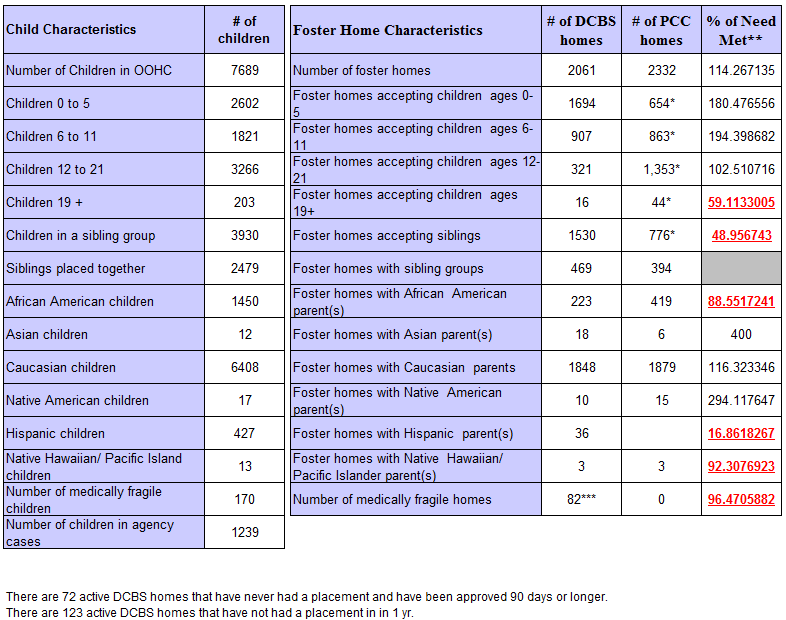 Child Characteristics # of children Foster Home Characteristics # of DCBS homes # of PCC homes % of Need Met**
Number of Children in OOHC 7689 Number of foster homes 2061 2332 114.267135
Children 0 to 5 2602 Foster homes accepting children ages 0-5 1694 654* 180.476556
Children 6 to 11 1821 Foster homes accepting children ages 6-11 907 863* 194.398682
Children 12 to 21 3266 Foster homes accepting children ages 12-21 321 1,353* 102.510716
Children 19 + 203 Foster homes accepting children ages 19+ 16 44* 59.1133005
Children in a sibling group 3930 Foster homes accepting siblings 1530 776* 48.956743
Siblings placed together 2479 Foster homes with sibling groups 469 394
African American children 1450 Foster homes with African American parent(s) 223 419 88.5517241
Asian children 12 Foster homes with Asian parent(s) 18 6 400
Caucasian children 6408 Foster homes with Caucasian parents 1848 1879 116.323346
Native American children 17 Foster homes with Native American parent(s) 10 15 294.117647
Hispanic children 427 Foster homes with Hispanic parent(s) 36 16.8618267
Native Hawaiian/ Pacific Island children 13 Foster homes with Native Hawaiian/ Pacific Islander parent(s) 3 3 92.3076923
Number of medically fragile children 170 Number of medically fragile homes 82*** 0 96.4705882
Number of children in agency cases 1239
There are 72 active DCBS homes that have never had a placement and have been approved 90 days or longer.
There are 123 active DCBS homes that have not had a placement in in 1 yr.